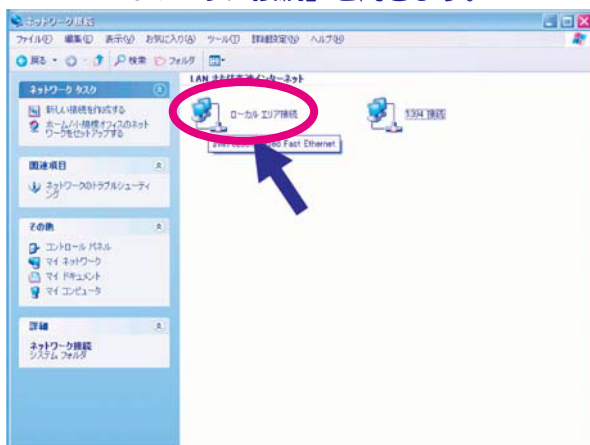 ネットワーク接続
ファイル(F) 編集(E) 表示(V) お気に入り(A) ツール(T) 詳細設定(N) ヘルプ(H)
戻る 検索 フォルダ
ネットワーク タスク
新しい接続を作成する
ホーム/小規模オフィスのネットワークをセットアップする
関連項目
ネットワークのトラブルシューティング
その他
コントロール パネル
マイ ネットワーク
マイ ドキュメント
マイ コンピュータ
詳細
ネットワーク接続
システム フォルダ
LAN または高速インターネット
ローカル エリア接続
1394 接続
Fast Ethernet